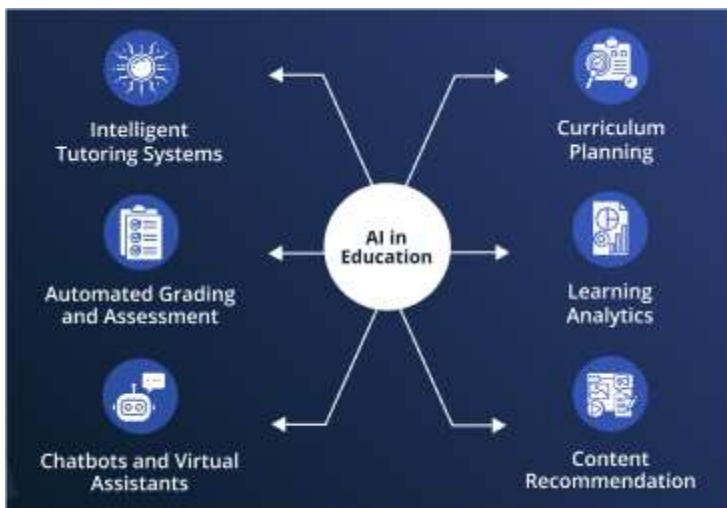 Intelligent
Tutoring Systems
Curriculum
Planning
AI in
Education
Automated Grading
and Assessment
Learning
Analytics
Chatbots and Virtual
Assistants
Content
Recommendation